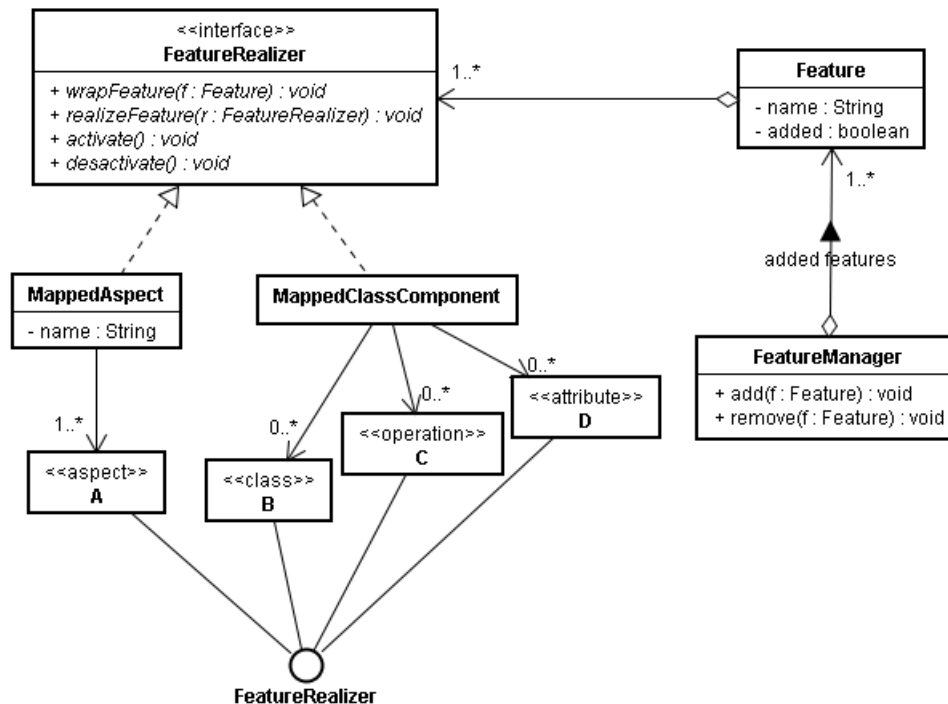 <<interface>>
FeatureRealizer
+ wrapFeature(f : Feature) : void
+ realizeFeature(r : FeatureRealizer) : void
+ activate() : void
+ desactivate() : void
1..*
Feature
- name : String
- added : boolean
1..*
added features
MappedAspect
- name : String
MappedClassComponent
FeatureManager
+ add(f : Feature) : void
+ remove(f : Feature) : void
1..*
0..*
0..*
0..*
<<aspect>>
A
<<class>>
B
<<operation>>
C
<<attribute>>
D
FeatureRealizer